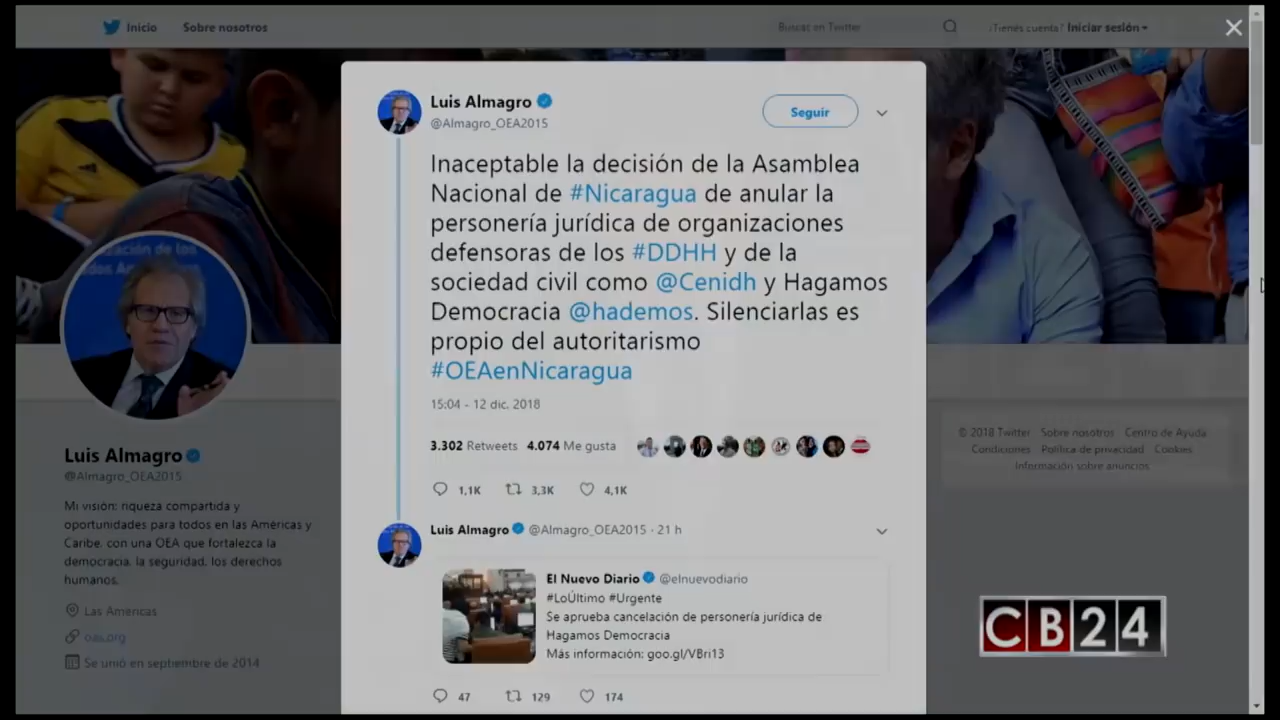 Inicio Sobre nosotros Buscar en Twitter ¿Tienes cuenta? Iniciar sesión
Luis Almagro
@Almagro_OEA2015
Seguir
Inaceptable la decisión de la Asamblea
Nacional de #Nicaragua de anular la
personería jurídica de organizaciones
defensoras de los #DDHH y de la
sociedad civil como @Cenidh y Hagamos
Democracia @hademos. Silenciarlas es
propio del autoritarismo
#OEAenNicaragua
15:04 - 12 dic. 2018
3.302 Retweets 4.074 Me gusta
1,1K 3,3K 4,1K
Luis Almagro @Almagro_OEA2015 · 21 h
El Nuevo Diario @elnuevodiario
#LoÚltimo #Urgente
Se aprueba cancelación de personería jurídica de
Hagamos Democracia
Más información: goo.gl/VBri13
47 129 174
Luis Almagro
@Almagro_OEA2015
Mi visión: riqueza compartida y
oportunidades para todos en las Américas y
Caribe, con una OEA que fortalezca la
democracia, la seguridad, los derechos
humanos.
Las Américas
oas.org
Se unió en septiembre de 2014
© 2018 Twitter Sobre nosotros Centro de Ayuda
Condiciones Política de privacidad Cookies
Información sobre anuncios
CB24